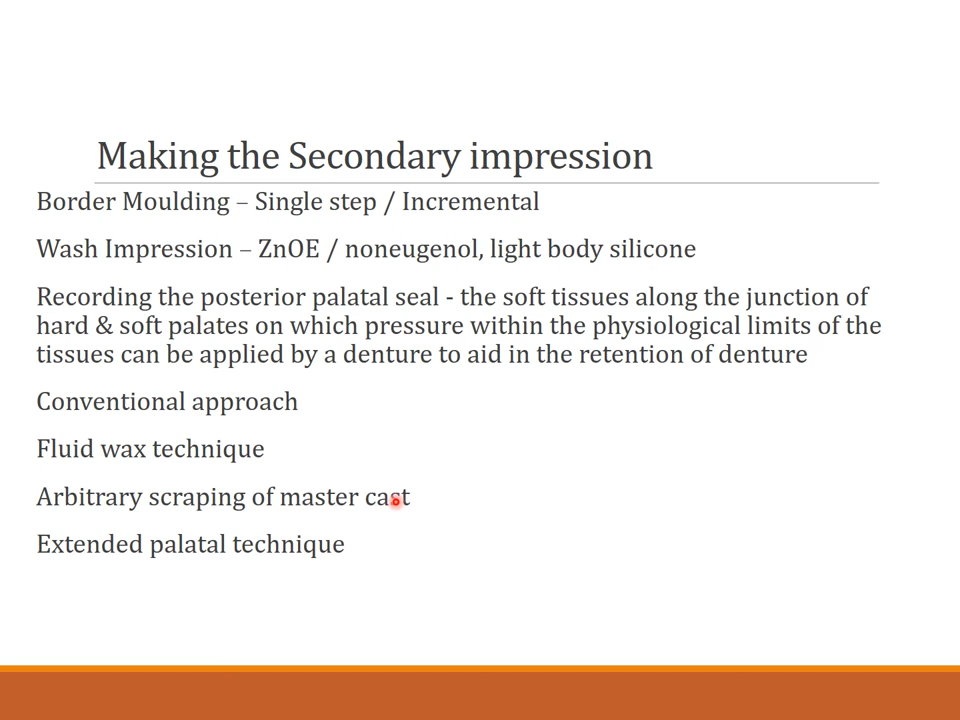 Making the Secondary impression
Border Moulding – Single step / Incremental
Wash Impression – ZnOE / noneugenol, light body silicone
Recording the posterior palatal seal - the soft tissues along the junction of
hard & soft palates on which pressure within the physiological limits of the
tissues can be applied by a denture to aid in the retention of denture
Conventional approach
Fluid wax technique
Arbitrary scraping of master cast
Extended palatal technique